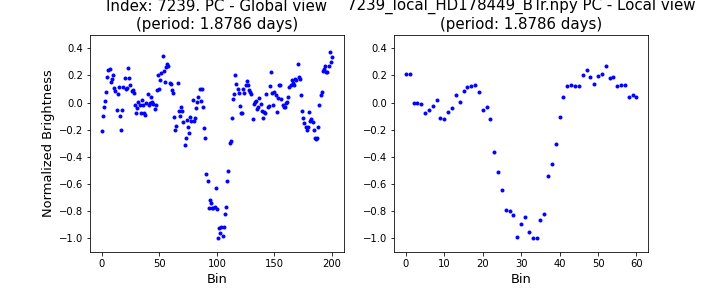 Index: 7239. PC - Global view
(period: 1.8786 days)
7239_local_HD178449_BTr.npy PC - Local view
(period: 1.8786 days)
Normalized Brightness
0.4
0.2
0.0
−0.2
−0.4
−0.6
−0.8
−1.0
0 50 100 150 200
Bin
0.4
0.2
0.0
−0.2
−0.4
−0.6
−0.8
−1.0
0 10 20 30 40 50 60
Bin